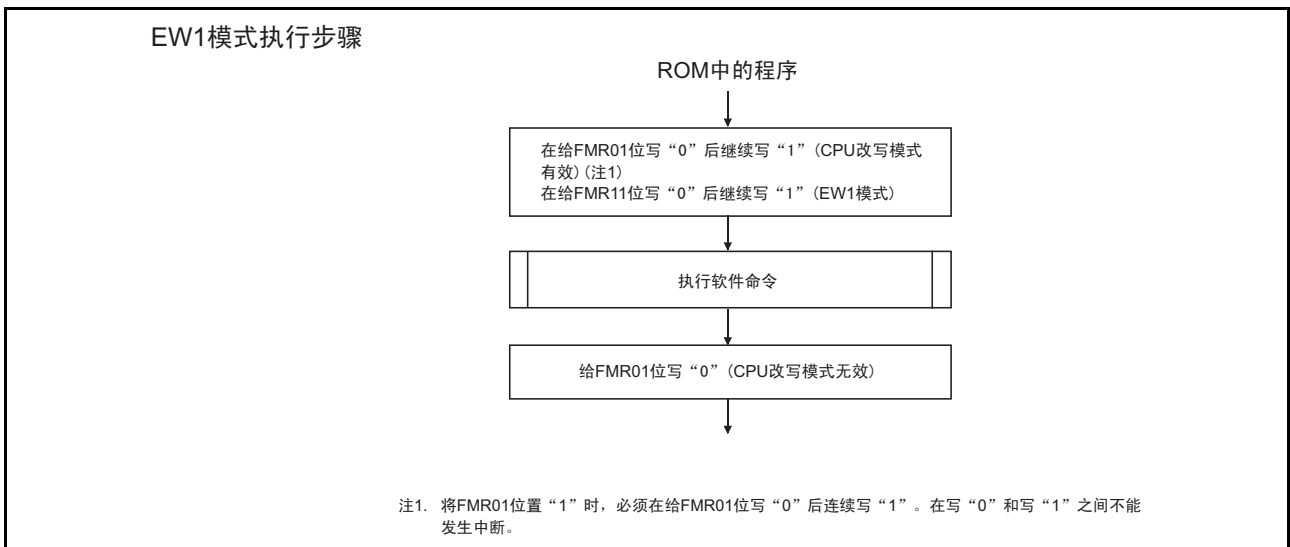 EW1模式执行步骤
ROM中的程序
在给FMR01位写“0”后继续写“1”(CPU改写模式
有效)(注1)
在给FMR11位写“0”后继续写“1”(EW1模式)
执行软件命令
给FMR01位写“0”(CPU改写模式无效)
注1. 将FMR01位置“1”时，必须在给FMR01位写“0”后连续写“1”。在写“0”和写“1”之间不能
发生中断。